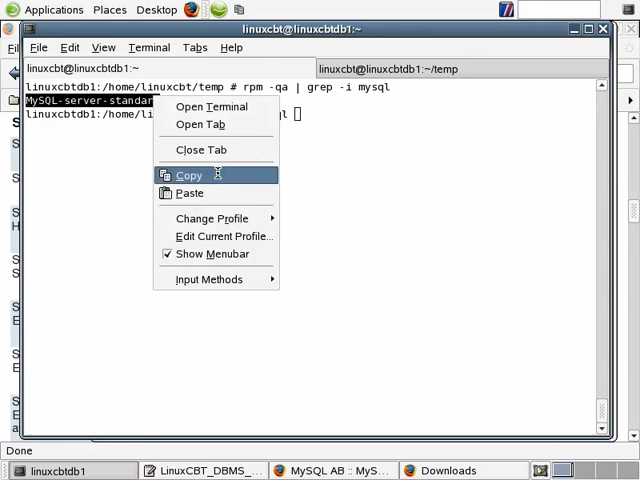 Applications Places Desktop
linuxcbt@linuxcbtdb1:~
File Edit View Terminal Tabs Help
linuxcbt@linuxcbtdb1:~ linuxcbt@linuxcbtdb1:~/temp
linuxcbtdb1:/home/linuxcbt/temp # rpm -qa | grep -i mysql
MySQL-server-standar
linuxcbtdb1:/home/li ql
Open Terminal
Open Tab
Close Tab
Copy
Paste
Change Profile
Edit Current Profile...
Show Menubar
Input Methods
Done
linuxcbtdb1 LinuxCBT_DBMS_... MySQL AB :: MyS... Downloads